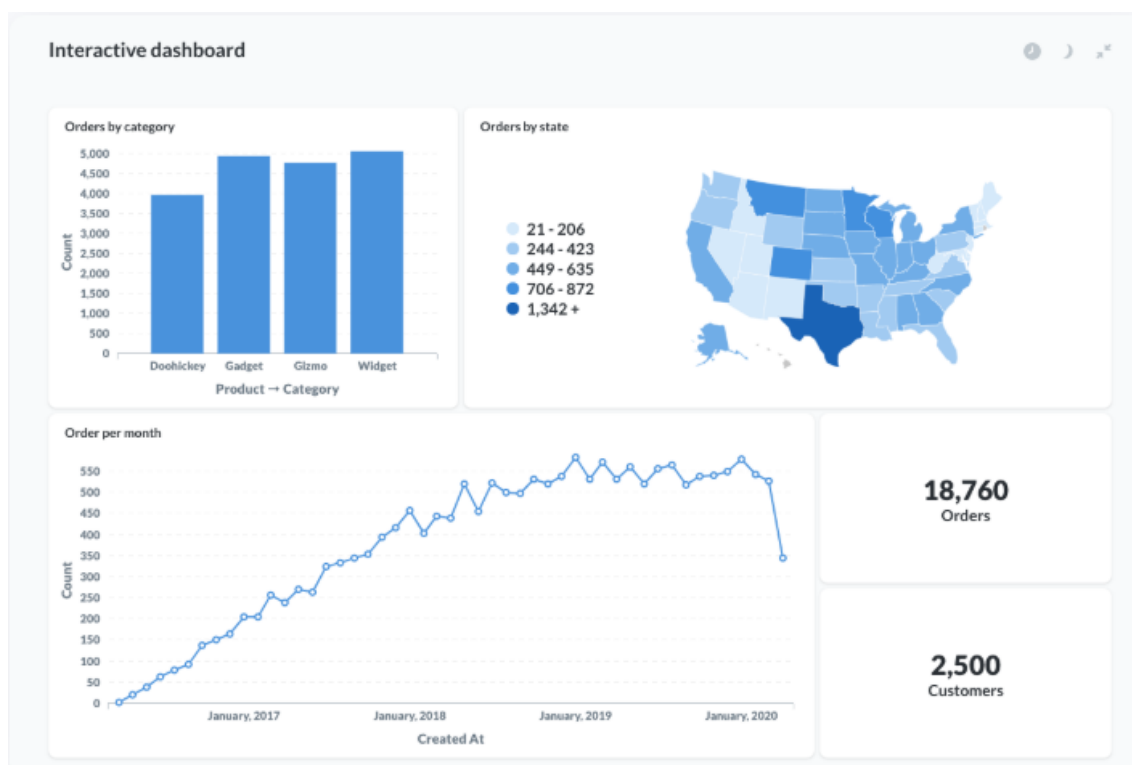 Interactive dashboard
Orders by category
5,000
4,500
4,000
3,500
3,000
2,500
2,000
1,500
1,000
500
0
Count
Doohickey Gadget Gizmo Widget
Product → Category
Orders by state
21 - 206
244 - 423
449 - 635
706 - 872
1,342 +
Order per month
550
500
450
400
350
300
250
200
150
100
50
0
Count
January, 2017 January, 2018 January, 2019 January, 2020
Created At
18,760
Orders
2,500
Customers